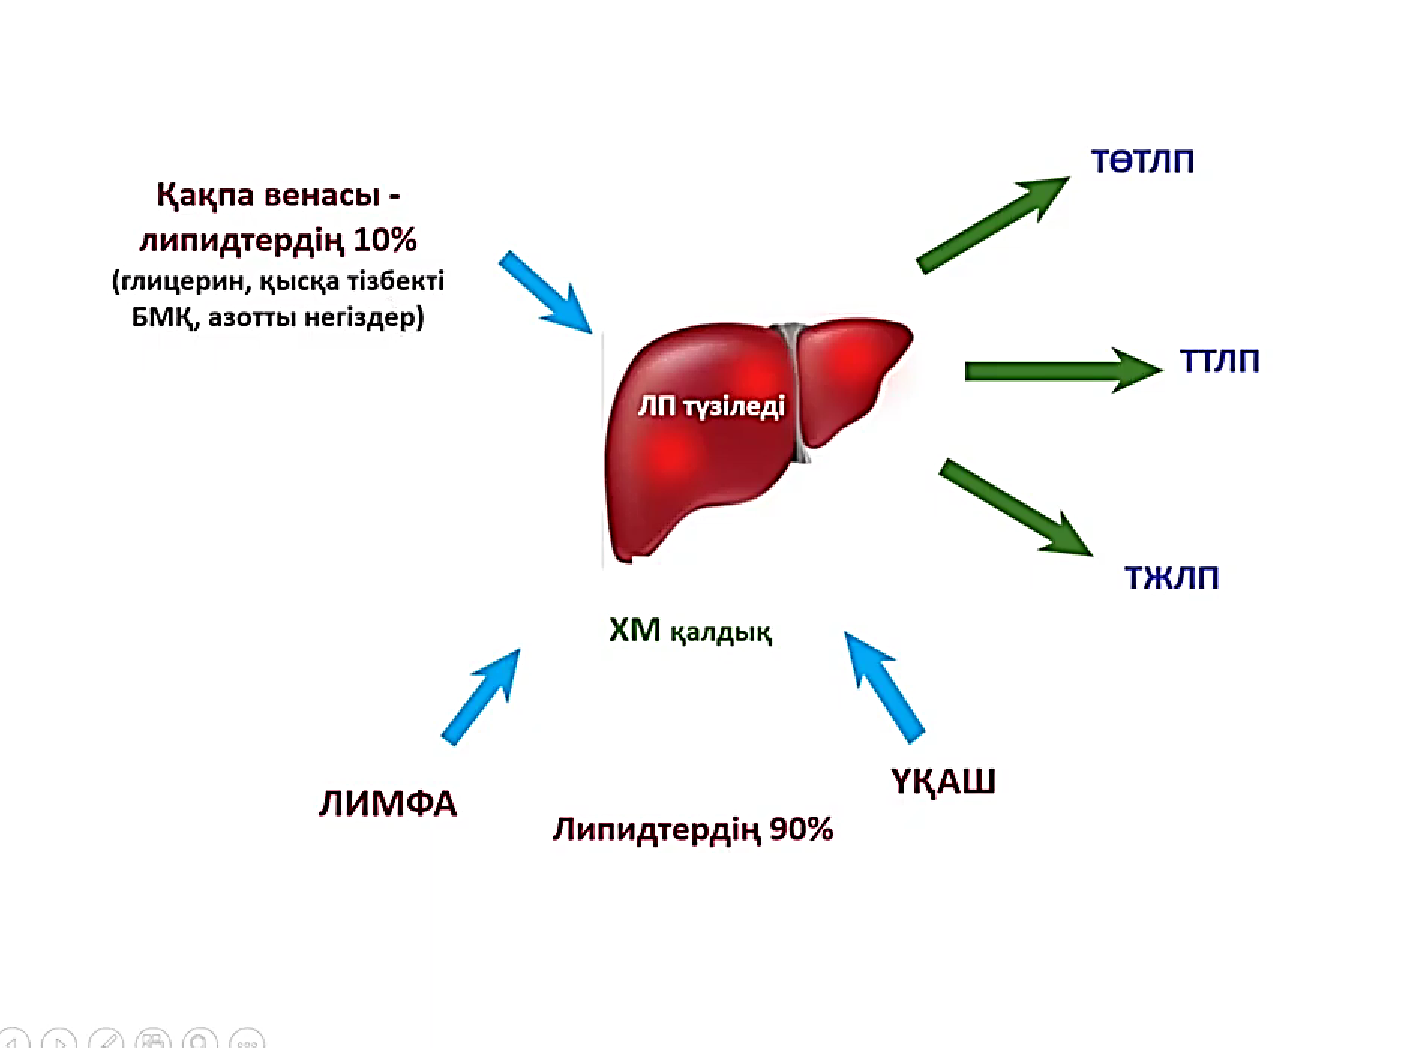 Қақпа венасы -
липидтердің 10%
(глицерин, қысқа тізбекті
БМҚ, азотты негіздер)
ТӨТЛП
ТТЛП
ЛП түзіледі
ТЖЛП
ХМ қалдық
ЛИМФА
ҮҚАШ
Липидтердің 90%